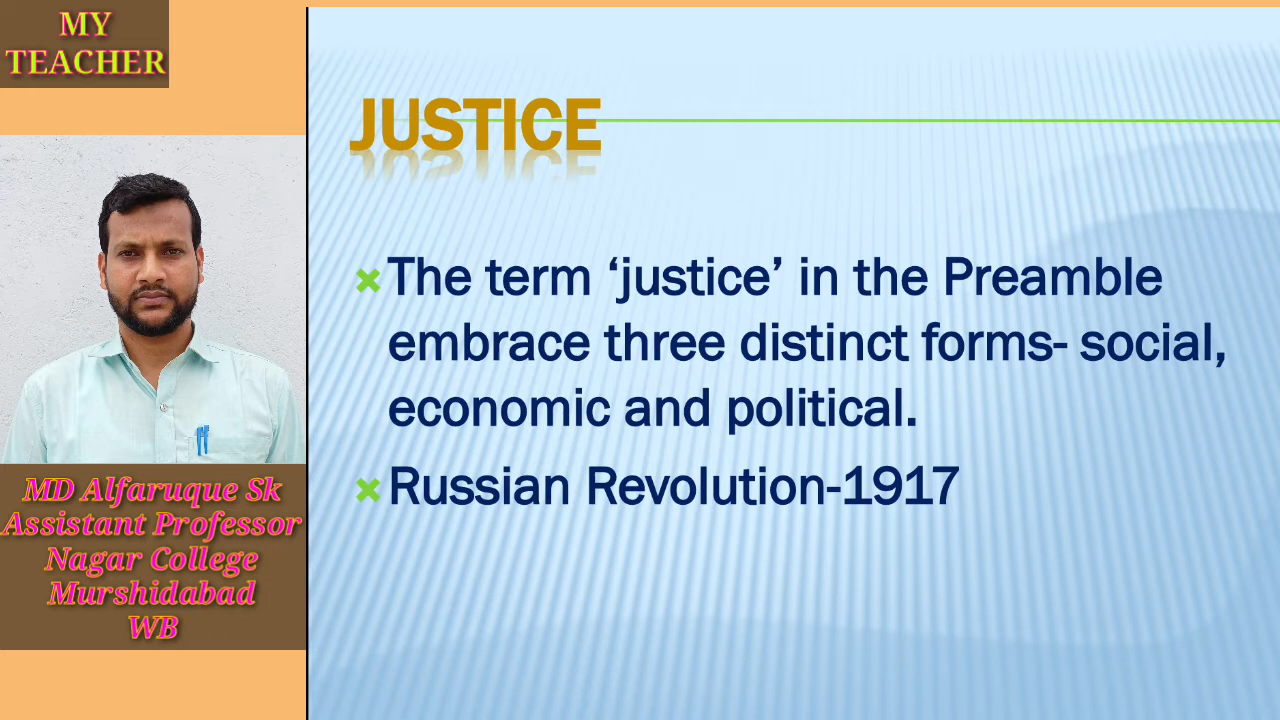 MY
TEACHER
MD Alfaruque Sk
Assistant Professor
Nagar College
Murshidabad
WB
JUSTICE
The term ‘justice’ in the Preamble
embrace three distinct forms- social,
economic and political.
Russian Revolution-1917